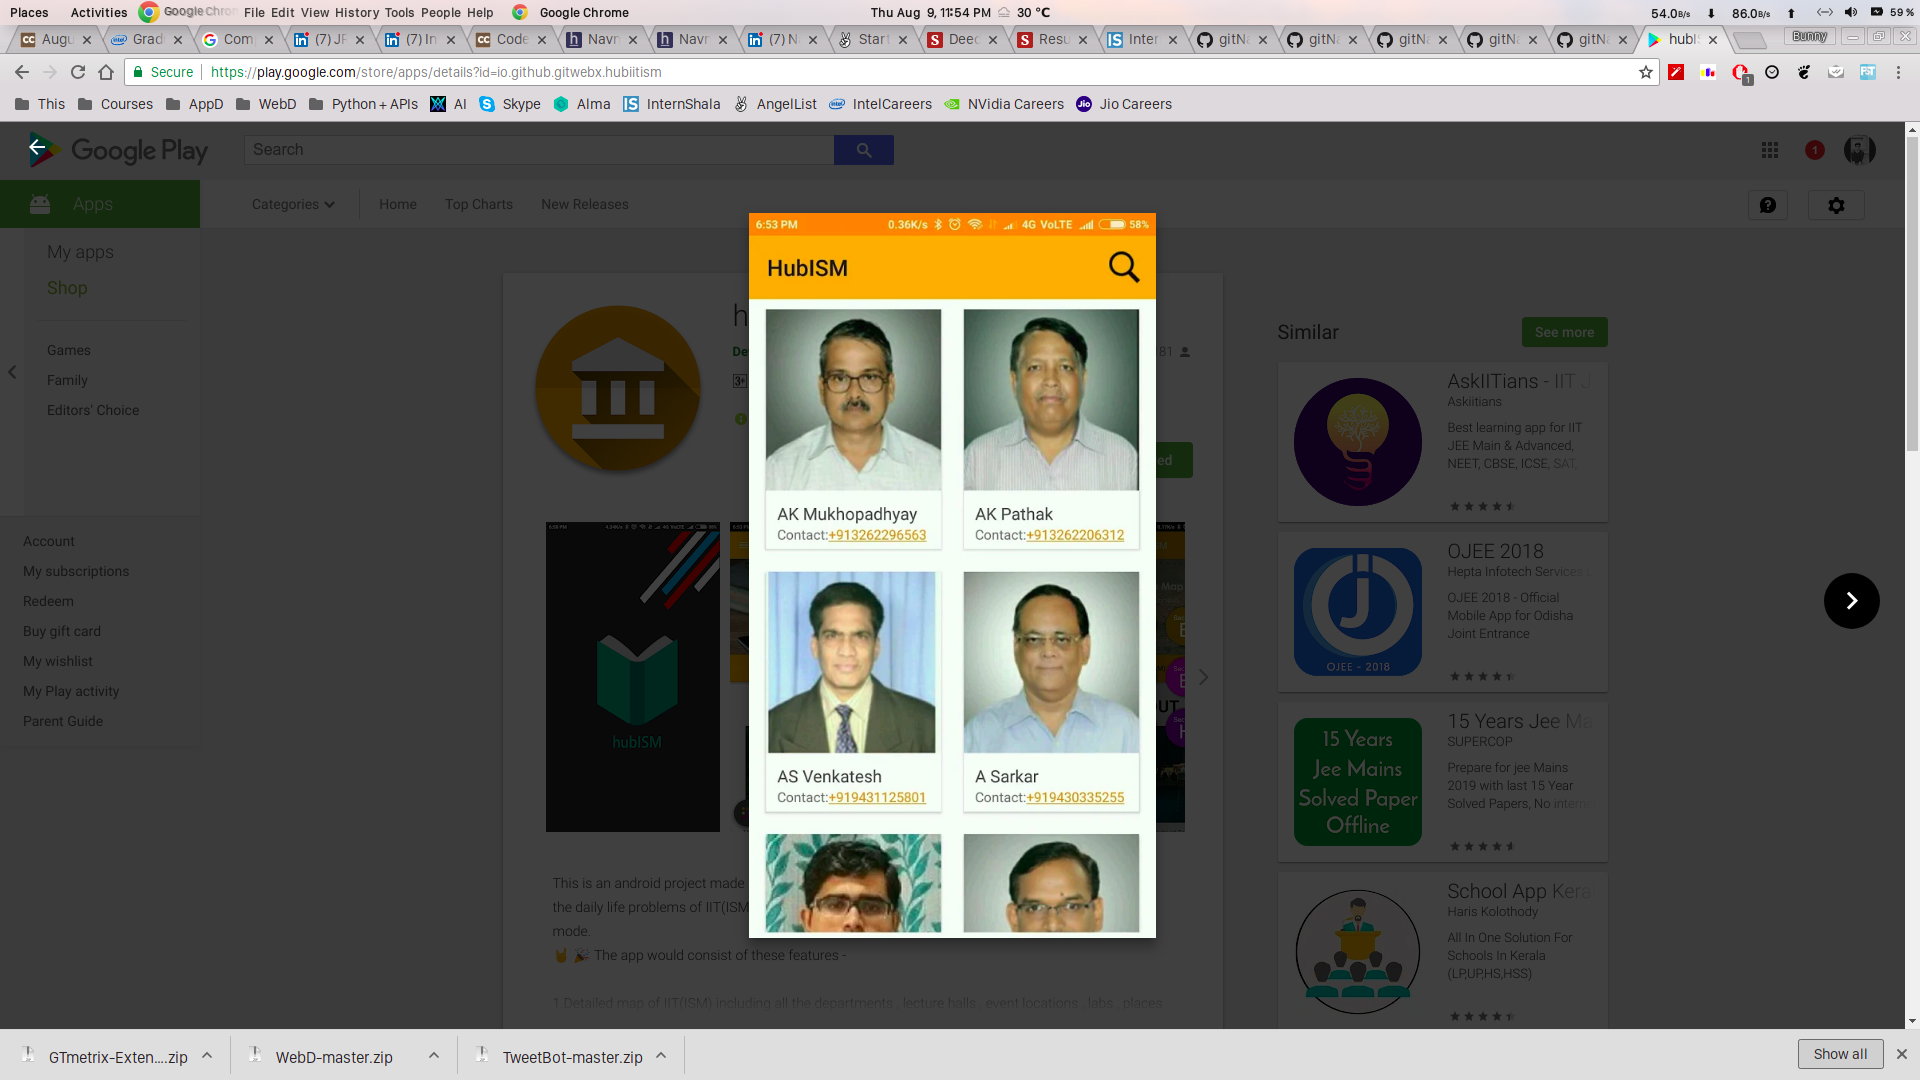 Places Activities Google Chrome File Edit View History Tools People Help Google Chrome Thu Aug 9, 11:54 PM 30 °C 54.0B/s 86.0B/s 59 %
Augu Grad Com (7) JF (7) In Code Navr Navr (7) N Start Deec Resu Inter gitNa gitNa gitNa gitNa gitNa hubI Bunny
Secure https://play.google.com/store/apps/details?id=io.github.gitwebx.hubiitism
This Courses AppD WebD Python + APIs AI Skype Alma InternShala AngelList IntelCareers NVidia Careers Jio Careers
Google Play Search 1
Apps Categories Home Top Charts New Releases
My apps
Shop
Games
Family
Editors' Choice
Account
My subscriptions
Redeem
Buy gift card
My wishlist
My Play activity
Parent Guide
h
De
3+
81
ed
hubISM
6:53 PM 0.36K/s 4G VoLTE 58%
HubISM
AK Mukhopadhyay
Contact:+913262296563
AK Pathak
Contact:+913262206312
AS Venkatesh
Contact:+919431125801
A Sarkar
Contact:+919430335255
This is an android project made
the daily life problems of IIT(ISM
mode.
The app would consist of these features -
1.Detailed map of IIT(ISM) including all the departments , lecture halls , event locations , labs , places
Similar See more
AskIITians - IIT J
Askiitians
Best learning app for IIT
JEE Main & Advanced,
NEET, CBSE, ICSE, SAT,
OJEE - 2018
OJEE 2018
Hepta Infotech Services
OJEE 2018 - Official
Mobile App for Odisha
Joint Entrance
15 Years
Jee Mains
Solved Paper
Offline
15 Years Jee Ma
SUPERCOP
Prepare for jee Mains
2019 with last 15 Year
Solved Papers, No intern
School App Kera
Haris Kolothody
All In One Solution For
Schools In Kerala
(LP,UP,HS,HSS)
GTmetrix-Exten....zip WebD-master.zip TweetBot-master.zip Show all